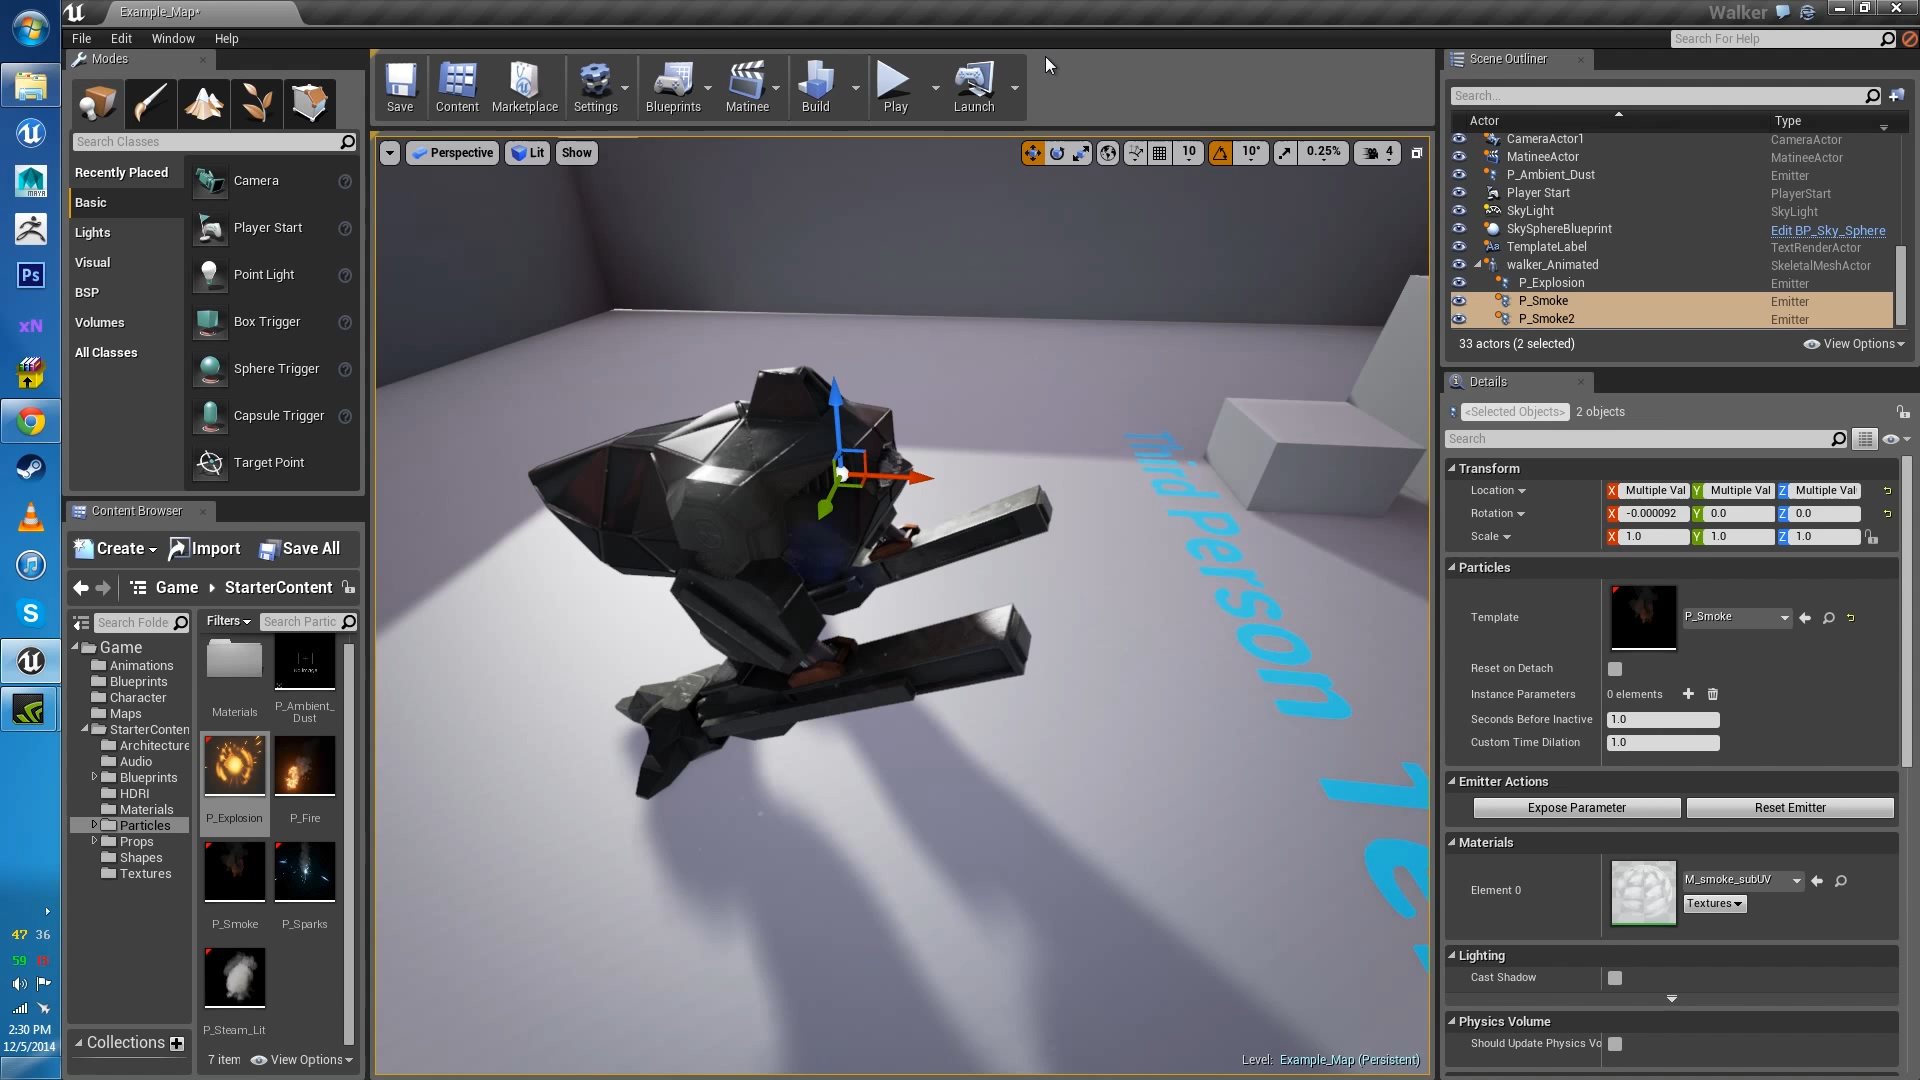 Example_Map*
Walker
File Edit Window Help
Search For Help
Modes
Save Content Marketplace Settings Blueprints Matinee Build Play Launch
Search Classes
Recently Placed
Basic
Lights
Visual
BSP
Volumes
All Classes
Camera
Player Start
Point Light
Box Trigger
Sphere Trigger
Capsule Trigger
Target Point
Perspective Lit Show
10 10° 0.25% 4
Third Person
Level: Example_Map (Persistent)
Content Browser
Create Import Save All
Game StarterContent
Search Folde
Filters Search Partic
Game
Animations
Blueprints
Character
Maps
StarterConten
Architecture
Audio
Blueprints
HDRI
Materials
Particles
Props
Shapes
Textures
Materials
P_Ambient_
Dust
P_Explosion
P_Fire
P_Smoke
P_Sparks
P_Steam_Lit
Collections
7 item View Options
Scene Outliner
Search...
Actor Type
CameraActor1 CameraActor
MatineeActor MatineeActor
P_Ambient_Dust Emitter
Player Start PlayerStart
SkyLight SkyLight
SkySphereBlueprint Edit BP_Sky_Sphere
TemplateLabel TextRenderActor
walker_Animated SkeletalMeshActor
P_Explosion Emitter
P_Smoke Emitter
P_Smoke2 Emitter
33 actors (2 selected) View Options
Details
<Selected Objects> 2 objects
Search
Transform
Location X Multiple Val Y Multiple Val Z Multiple Val
Rotation X -0.000092 Y 0.0 Z 0.0
Scale X 1.0 Y 1.0 Z 1.0
Particles
Template P_Smoke
Reset on Detach
Instance Parameters 0 elements
Seconds Before Inactive 1.0
Custom Time Dilation 1.0
Emitter Actions
Expose Parameter Reset Emitter
Materials
Element 0 M_smoke_subUV
Textures
Lighting
Cast Shadow
Physics Volume
Should Update Physics Vo
MAYA
Ps
xN
47 36
59
2:30 PM
12/5/2014